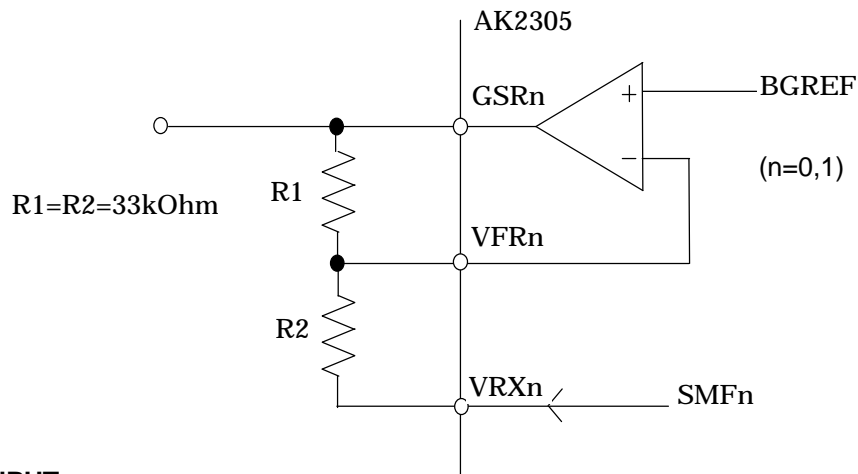 AK2305
GSRn
+
BGREF
−
(n=0,1)
R1
R1=R2=33kOhm
VFRn
R2
VRXn
SMFn